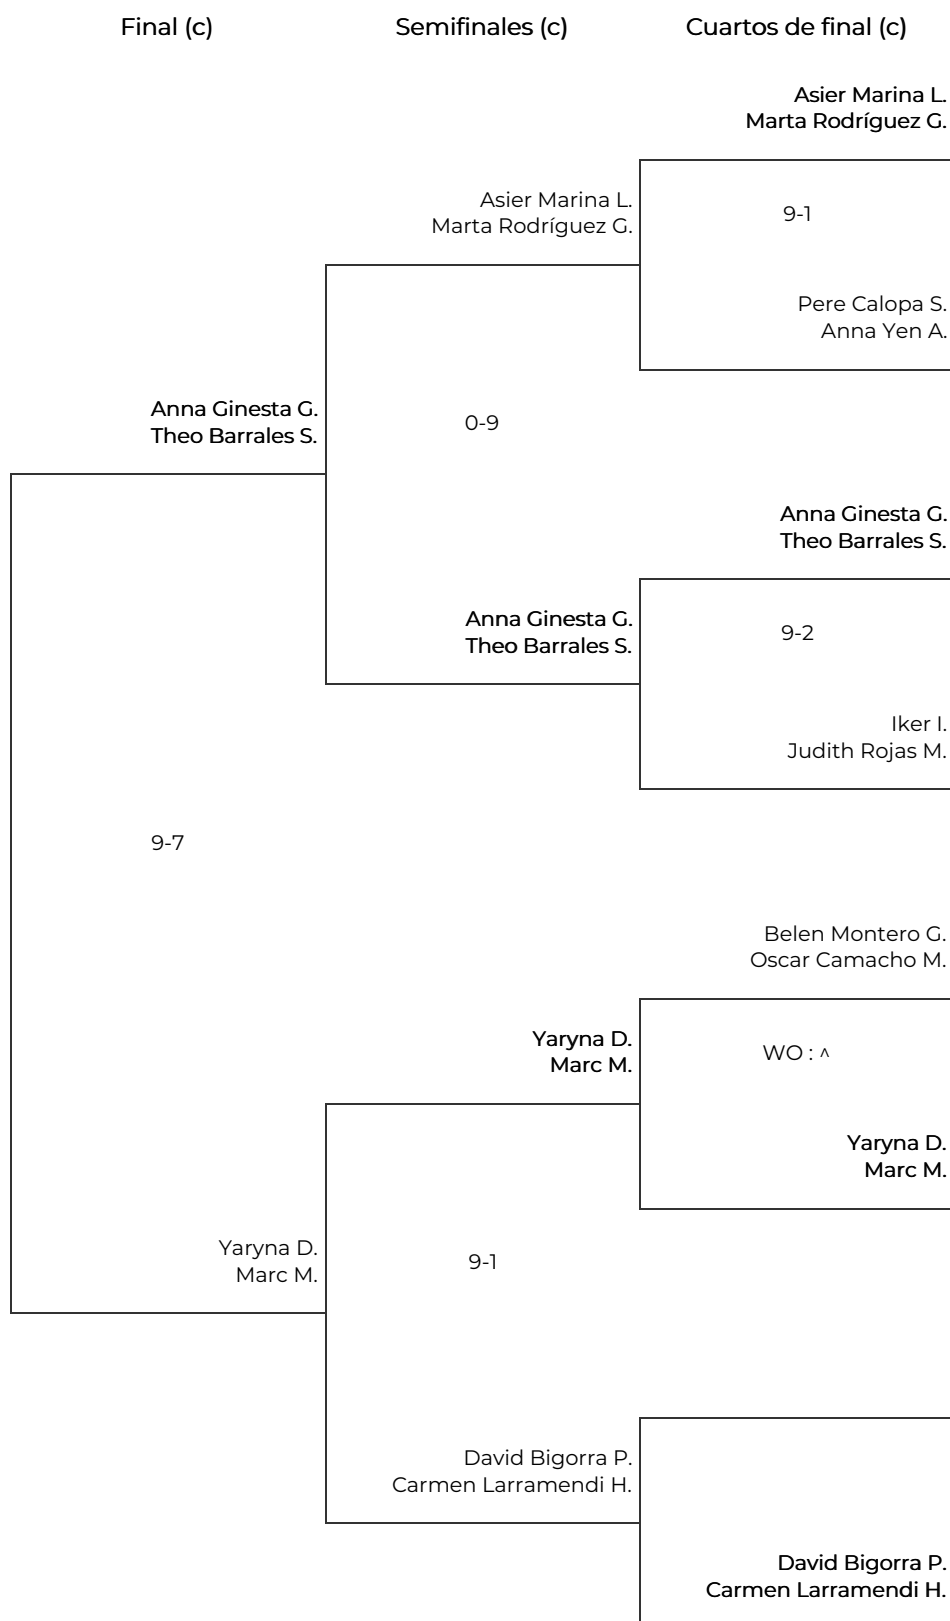 Final (c)
Semifinales (c)
Cuartos de final (c)
Asier Marina L.
Marta Rodríguez G.
Asier Marina L.
Marta Rodríguez G.
9-1
Pere Calopa S.
Anna Yen A.
Anna Ginesta G.
Theo Barrales S.
0-9
Anna Ginesta G.
Theo Barrales S.
Anna Ginesta G.
Theo Barrales S.
9-2
Iker I.
Judith Rojas M.
9-7
Belen Montero G.
Oscar Camacho M.
Yaryna D.
Marc M.
WO : ^
Yaryna D.
Marc M.
Yaryna D.
Marc M.
9-1
David Bigorra P.
Carmen Larramendi H.
David Bigorra P.
Carmen Larramendi H.